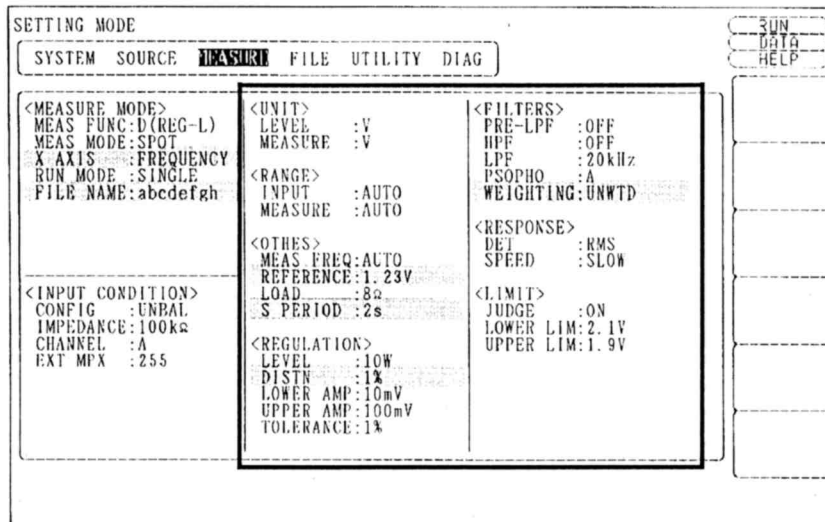 SETTING MODE
RUN
DATA
HELP
SYSTEM SOURCE MEASURE FILE UTILITY DIAG
<MEASURE MODE>
MEAS FUNC:D(REG-L)
MEAS MODE:SPOT
X AXIS :FREQUENCY
RUN MODE :SINGLE
FILE NAME:abcdefgh
<INPUT CONDITION>
CONFIG :UNBAL
IMPEDANCE:100kΩ
CHANNEL :A
EXT MPX :255
<UNIT>
LEVEL :V
MEASURE :V
<RANGE>
INPUT :AUTO
MEASURE :AUTO
<OTHES>
MEAS FREQ:AUTO
REFERENCE:1.23V
LOAD :8Ω
S PERIOD :2s
<REGULATION>
LEVEL :10W
DISTN :1%
LOWER AMP:10mV
UPPER AMP:100mV
TOLERANCE:1%
<FILTERS>
PRE-LPF :OFF
HPF :OFF
LPF :20kHz
PSOPHO :A
WEIGHTING:UNWTD
<RESPONSE>
DET :RMS
SPEED :SLOW
<LIMIT>
JUDGE :ON
LOWER LIM:2.1V
UPPER LIM:1.9V